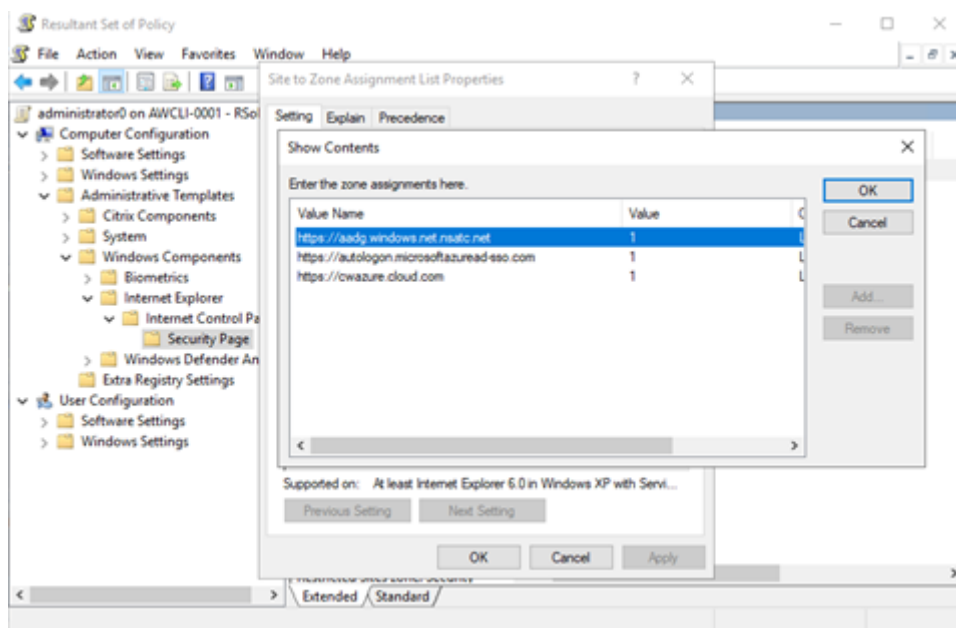 Resultant Set of Policy
File Action View Favorites Window Help
administrator0 on AWCLI-0001 - RSol
Computer Configuration
Software Settings
Windows Settings
Administrative Templates
Citrix Components
System
Windows Components
Biometrics
Internet Explorer
Internet Control Pa
Security Page
Windows Defender An
Extra Registry Settings
User Configuration
Software Settings
Windows Settings
Site to Zone Assignment List Properties
Setting Explain Precedence
Show Contents
Enter the zone assignments here.
Value Name Value
https://aadg.windows.net.nsatc.net 1
https://autologon.microsoftazuread-sso.com 1
https://cwazure.cloud.com 1
OK
Cancel
Add...
Remove
Supported on: At least Internet Explorer 6.0 in Windows XP with Servi...
Previous Setting Next Setting
OK Cancel Apply
Extended Standard